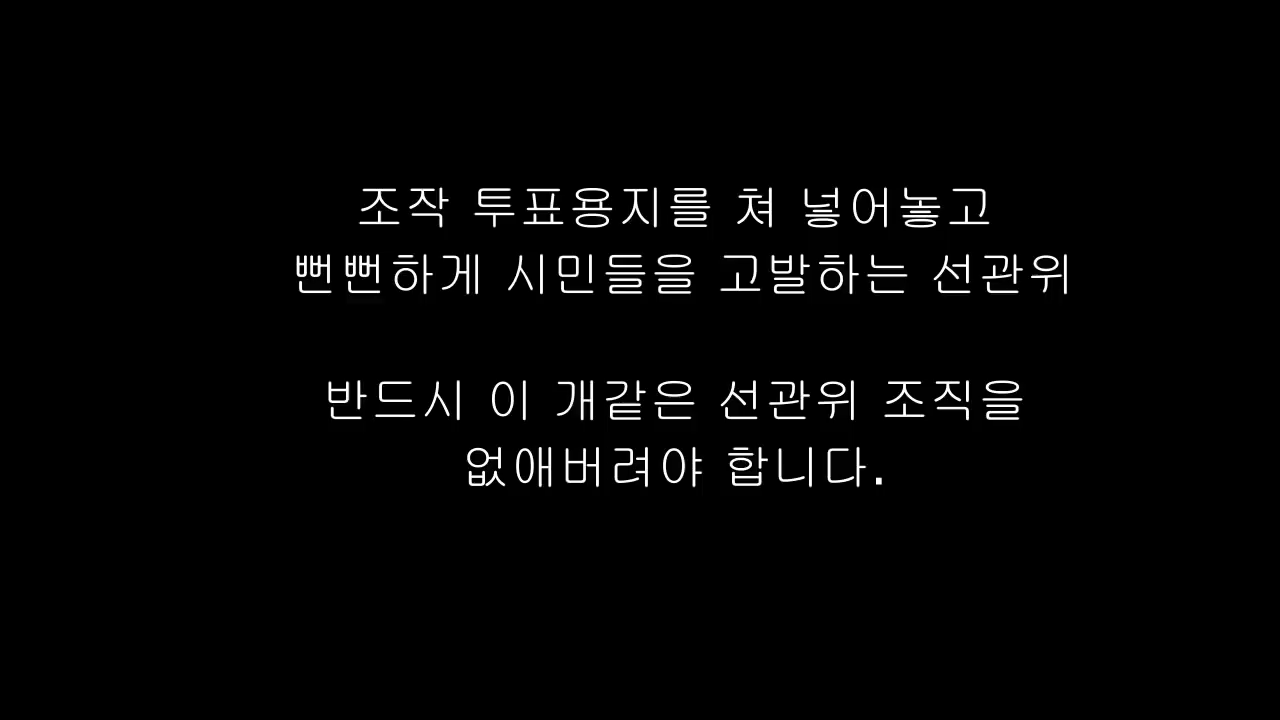 조작 투표용지를 쳐 넣어놓고
뻔뻔하게 시민들을 고발하는 선관위
반드시 이 개같은 선관위 조직을
없애버려야 합니다.